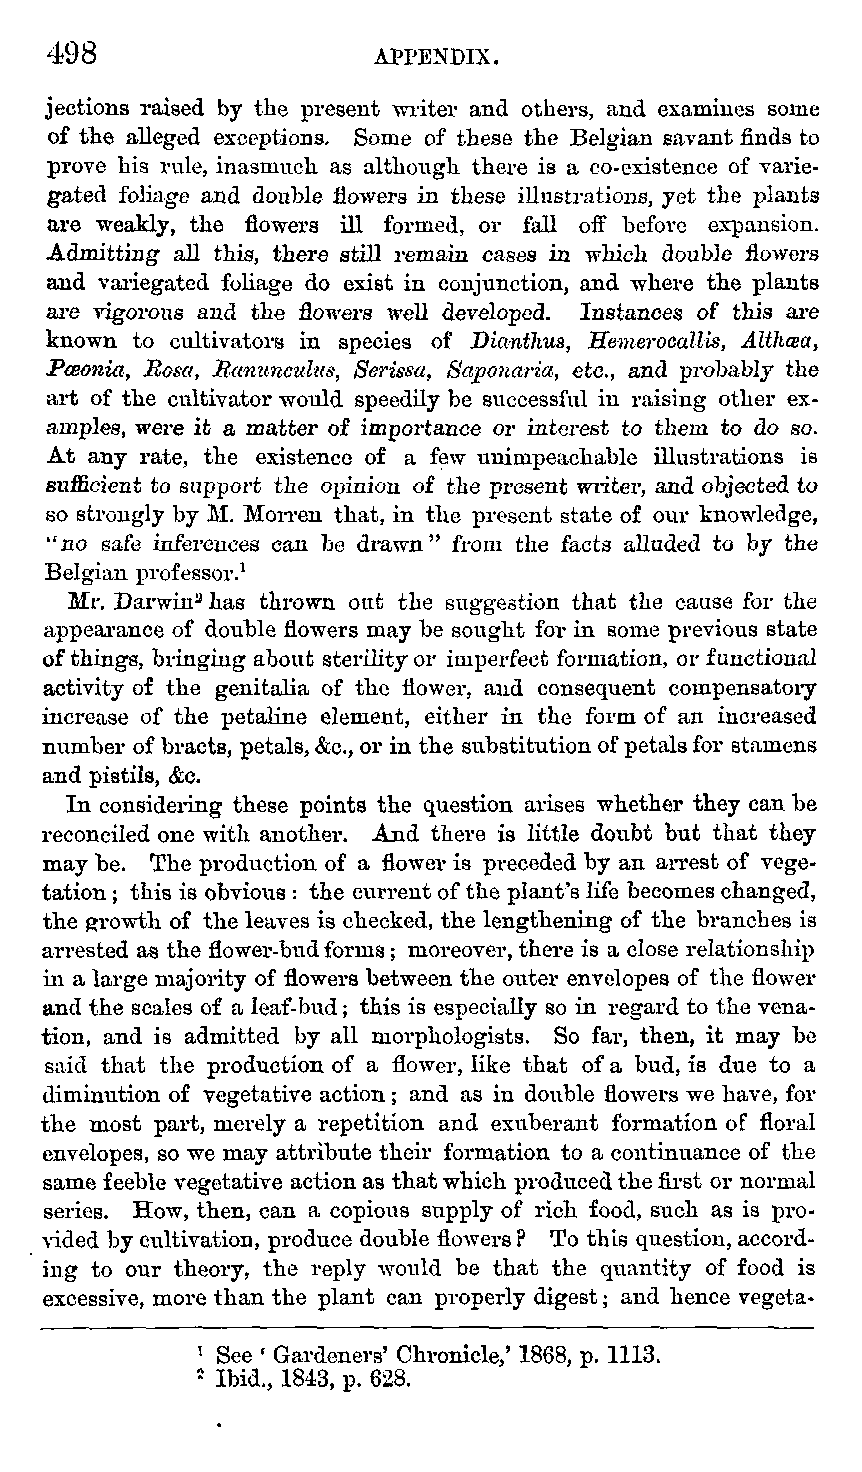 498 APPENDIX.
jections raised by the present writer and others, and examines some
of the alleged exceptions. Some of these the Belgian savant finds to
prove his rule, inasmuch as although there is a co-existence of varie-
gated foliage and double flowers in these illustrations, yet the plants
are weakly, the flowers ill formed, or fall off before expansion.
Admitting all this, there still remain cases in which double flowers
and variegated foliage do exist in conjunction, and where the plants
are vigorous and the flowers well developed. Instances of this are
known to cultivators in species of Dianthus, Hemerocallis, Althæa,
Pæonia, Rosa, Ranunculus, Serissa, Saponaria, etc., and probably the
art of the cultivator would speedily be successful in raising other ex-
amples, were it a matter of importance or interest to them to do so.
At any rate, the existence of a few unimpeachable illustrations is
sufficient to support the opinion of the present writer, and objected to
so strongly by M. Morren that, in the present state of our knowledge,
"no safe inferences can be drawn" from the facts alluded to by the
Belgian professor.¹
Mr. Darwin² has thrown out the suggestion that the cause for the
appearance of double flowers may be sought for in some previous state
of things, bringing about sterility or imperfect formation, or functional
activity of the genitalia of the flower, and consequent compensatory
increase of the petaline element, either in the form of an increased
number of bracts, petals, &c., or in the substitution of petals for stamens
and pistils, &c.
In considering these points the question arises whether they can be
reconciled one with another. And there is little doubt but that they
may be. The production of a flower is preceded by an arrest of vege-
tation; this is obvious: the current of the plant's life becomes changed,
the growth of the leaves is checked, the lengthening of the branches is
arrested as the flower-bud forms; moreover, there is a close relationship
in a large majority of flowers between the outer envelopes of the flower
and the scales of a leaf-bud; this is especially so in regard to the vena-
tion, and is admitted by all morphologists. So far, then, it may be
said that the production of a flower, like that of a bud, is due to a
diminution of vegetative action; and as in double flowers we have, for
the most part, merely a repetition and exuberant formation of floral
envelopes, so we may attribute their formation to a continuance of the
same feeble vegetative action as that which produced the first or normal
series. How, then, can a copious supply of rich food, such as is pro-
vided by cultivation, produce double flowers? To this question, accord-
ing to our theory, the reply would be that the quantity of food is
excessive, more than the plant can properly digest; and hence vegeta-
¹ See ' Gardeners' Chronicle,' 1868, p. 1113.
² Ibid., 1843, p. 628.